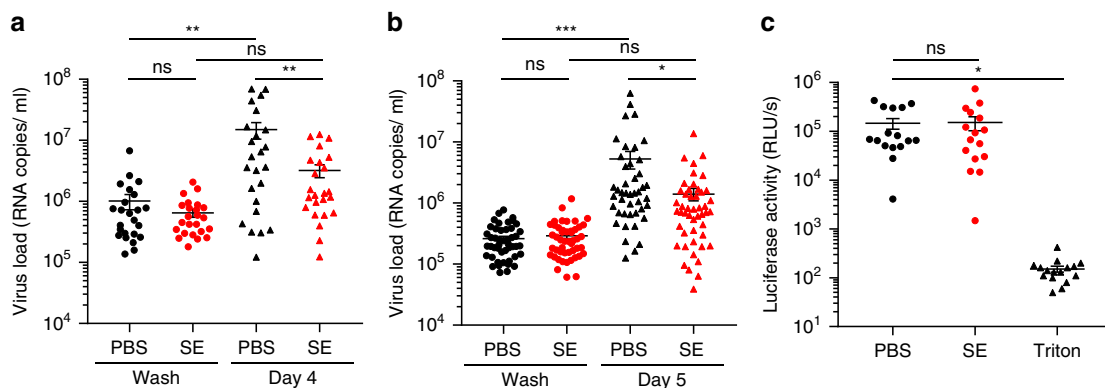 a
**
ns
ns
**
Virus load (RNA copies/ ml)
10^8
10^7
10^6
10^5
10^4
PBS SE PBS SE
Wash Day 4
b
***
ns
ns
*
Virus load (RNA copies/ ml)
10^8
10^7
10^6
10^5
10^4
PBS SE PBS SE
Wash Day 5
c
ns
*
Luciferase activity (RLU/s)
10^6
10^5
10^4
10^3
10^2
10^1
PBS SE Triton